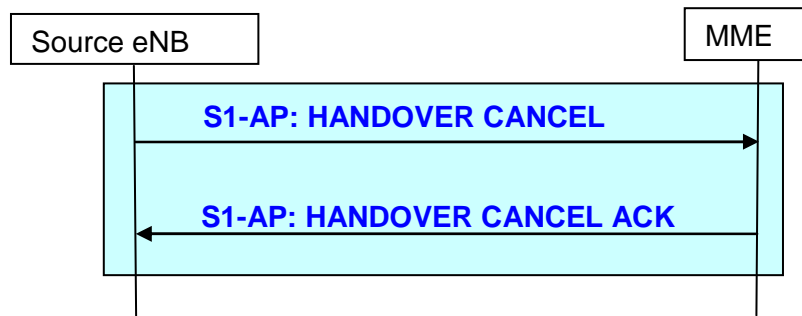 Source eNB
MME
S1-AP: HANDOVER CANCEL
S1-AP: HANDOVER CANCEL ACK